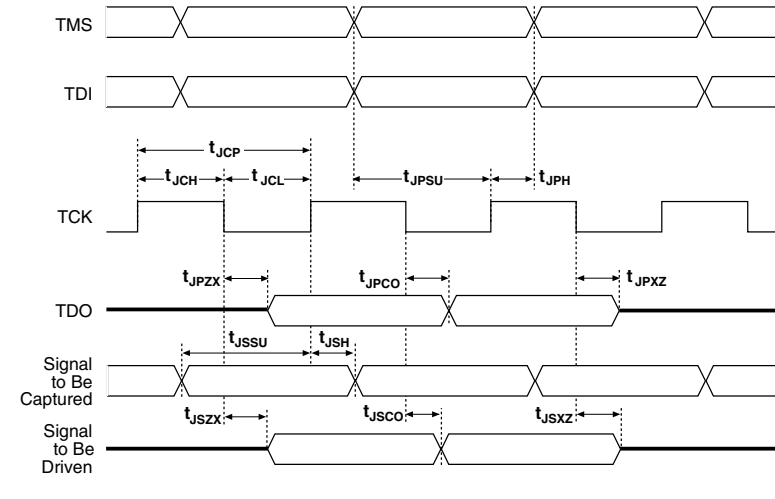 TMS
TDI
tJCP
tJCH
tJCL
tJPSU
tJPH
TCK
tJPZX
tJPCO
tJPXZ
TDO
tJSSU
tJSH
Signal
to Be
Captured
tJSZX
tJSCO
tJSXZ
Signal
to Be
Driven